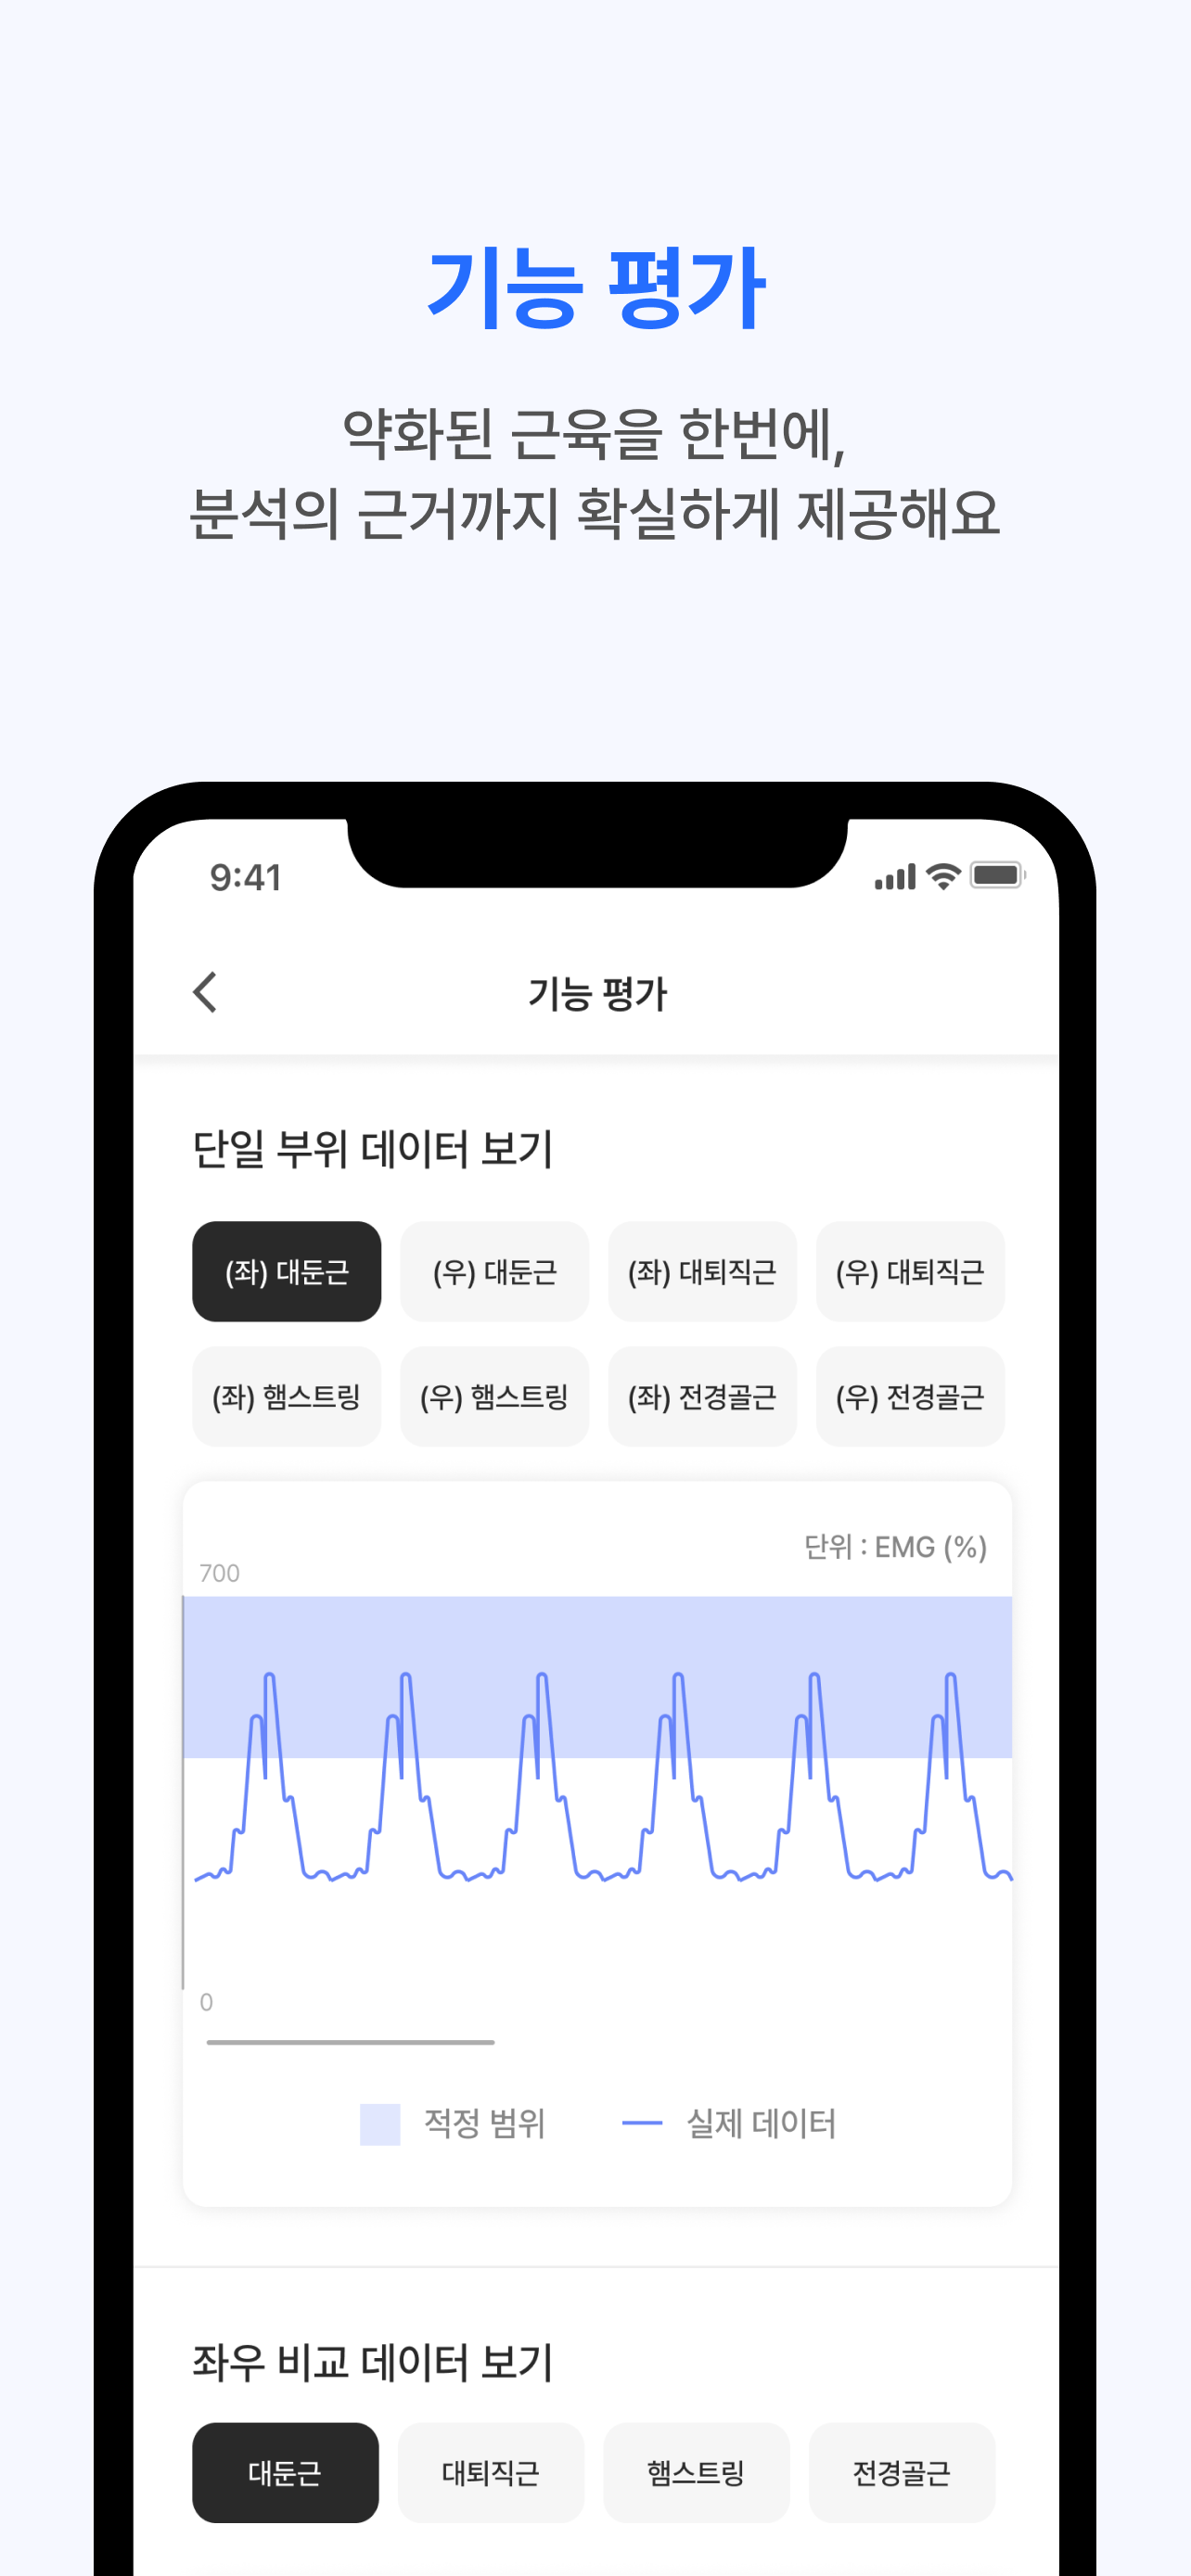 기능 평가
약화된 근육을 한번에,
분석의 근거까지 확실하게 제공해요
9:41
기능 평가
단일 부위 데이터 보기
(좌) 대둔근 (우) 대둔근 (좌) 대퇴직근 (우) 대퇴직근
(좌) 햄스트링 (우) 햄스트링 (좌) 전경골근 (우) 전경골근
단위 : EMG (%)
700
0
적정 범위 실제 데이터
좌우 비교 데이터 보기
대둔근 대퇴직근 햄스트링 전경골근